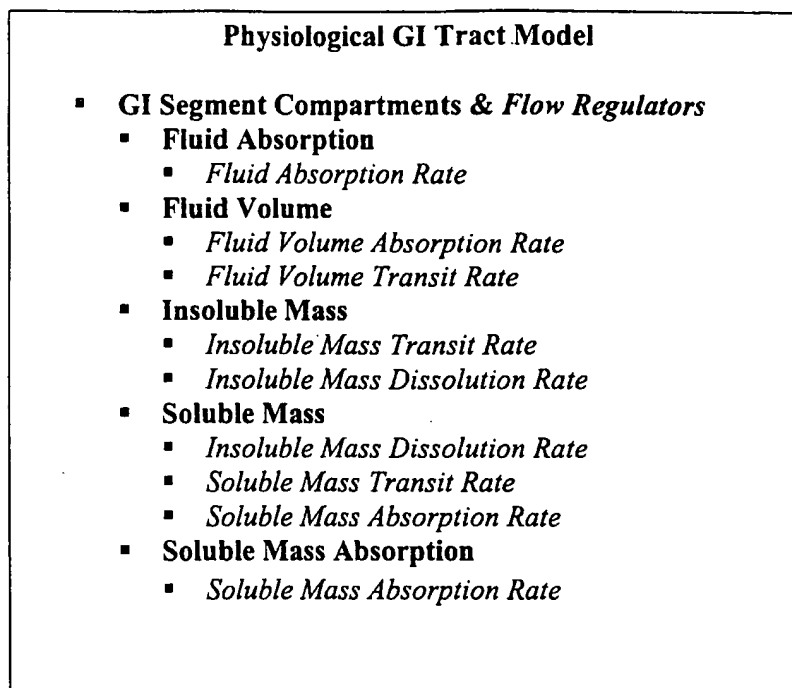 Physiological GI Tract Model
▪ GI Segment Compartments & Flow Regulators
▪ Fluid Absorption
▪ Fluid Absorption Rate
▪ Fluid Volume
▪ Fluid Volume Absorption Rate
▪ Fluid Volume Transit Rate
▪ Insoluble Mass
▪ Insoluble Mass Transit Rate
▪ Insoluble Mass Dissolution Rate
▪ Soluble Mass
▪ Insoluble Mass Dissolution Rate
▪ Soluble Mass Transit Rate
▪ Soluble Mass Absorption Rate
▪ Soluble Mass Absorption
▪ Soluble Mass Absorption Rate